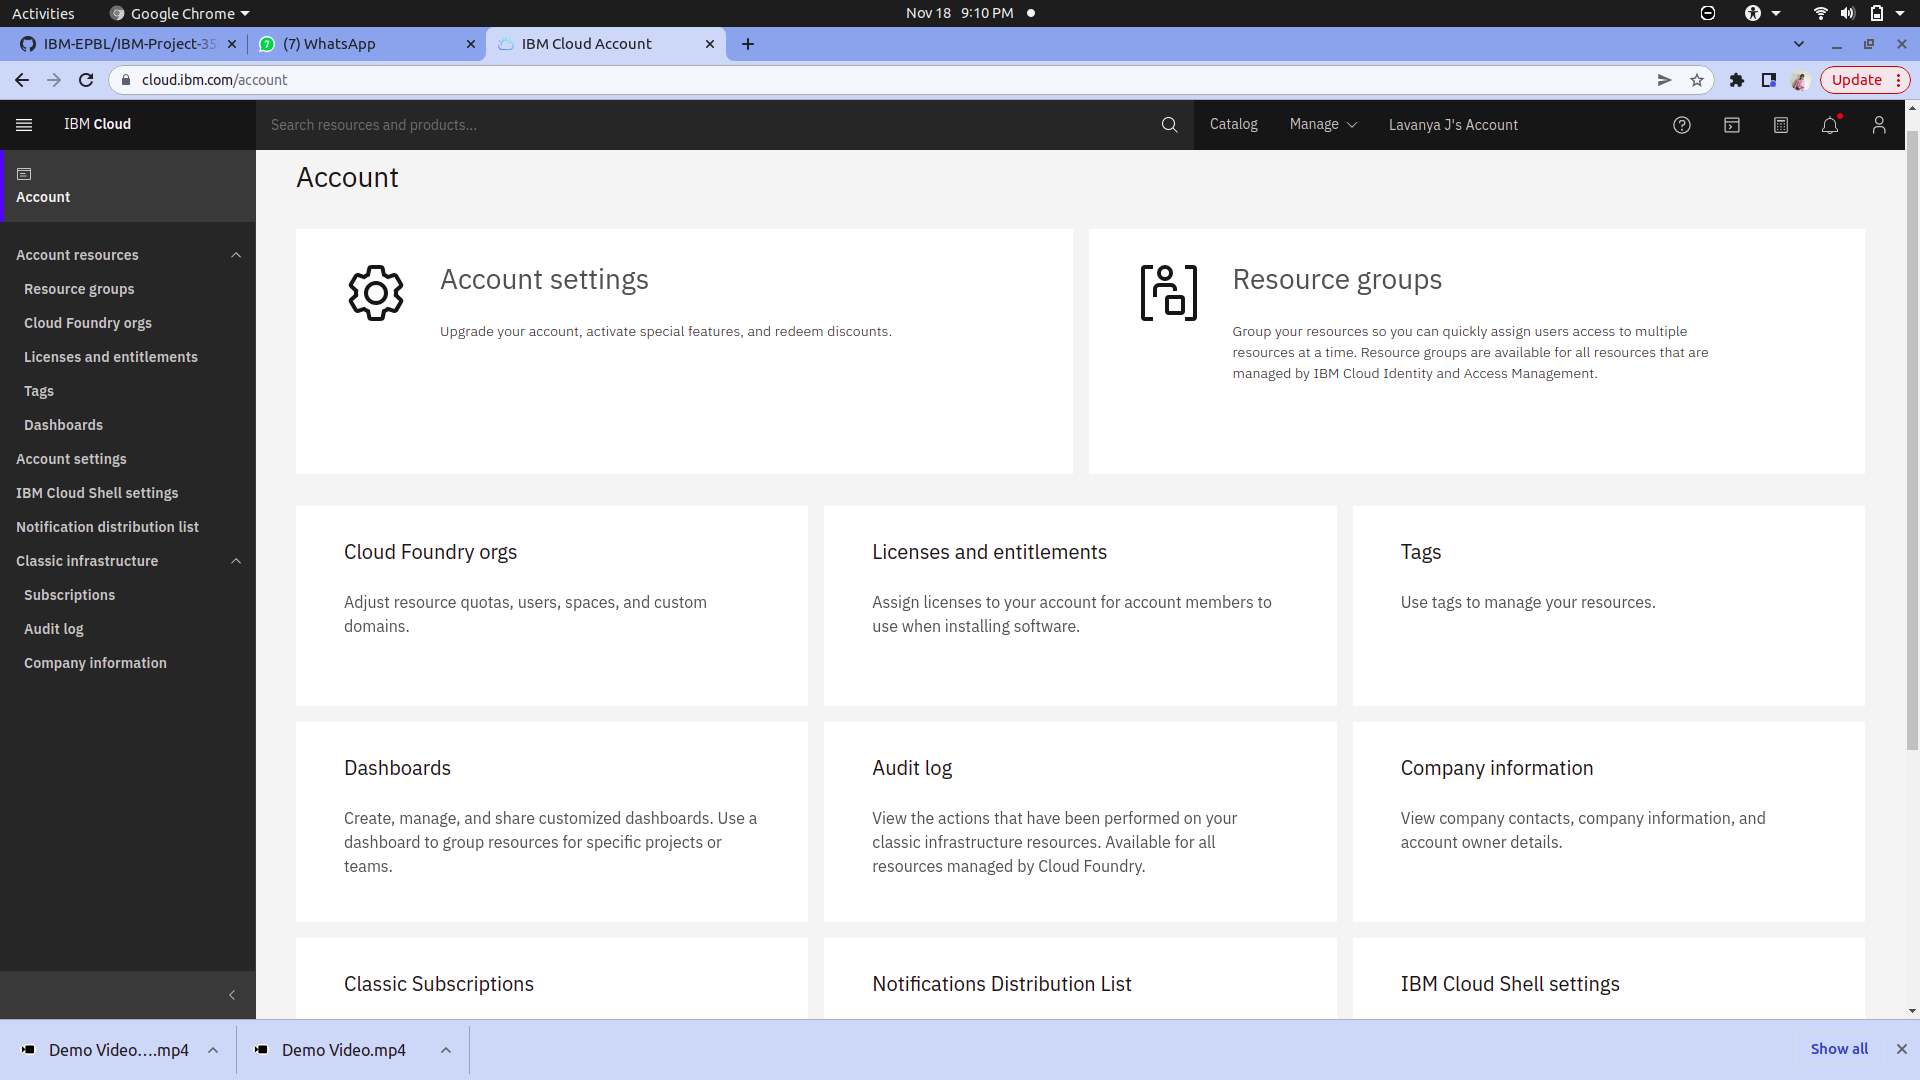 Activities
Google Chrome
Nov 18 9:10 PM
IBM-EPBL/IBM-Project-35
(7) WhatsApp
IBM Cloud Account
cloud.ibm.com/account
Update
IBM Cloud
Search resources and products...
Catalog
Manage
Lavanya J's Account
Account
Account resources
Resource groups
Cloud Foundry orgs
Licenses and entitlements
Tags
Dashboards
Account settings
IBM Cloud Shell settings
Notification distribution list
Classic infrastructure
Subscriptions
Audit log
Company information
Account
Account settings
Upgrade your account, activate special features, and redeem discounts.
Resource groups
Group your resources so you can quickly assign users access to multiple
resources at a time. Resource groups are available for all resources that are
managed by IBM Cloud Identity and Access Management.
Cloud Foundry orgs
Adjust resource quotas, users, spaces, and custom
domains.
Licenses and entitlements
Assign licenses to your account for account members to
use when installing software.
Tags
Use tags to manage your resources.
Dashboards
Create, manage, and share customized dashboards. Use a
dashboard to group resources for specific projects or
teams.
Audit log
View the actions that have been performed on your
classic infrastructure resources. Available for all
resources managed by Cloud Foundry.
Company information
View company contacts, company information, and
account owner details.
Classic Subscriptions
Notifications Distribution List
IBM Cloud Shell settings
Demo Video....mp4
Demo Video.mp4
Show all